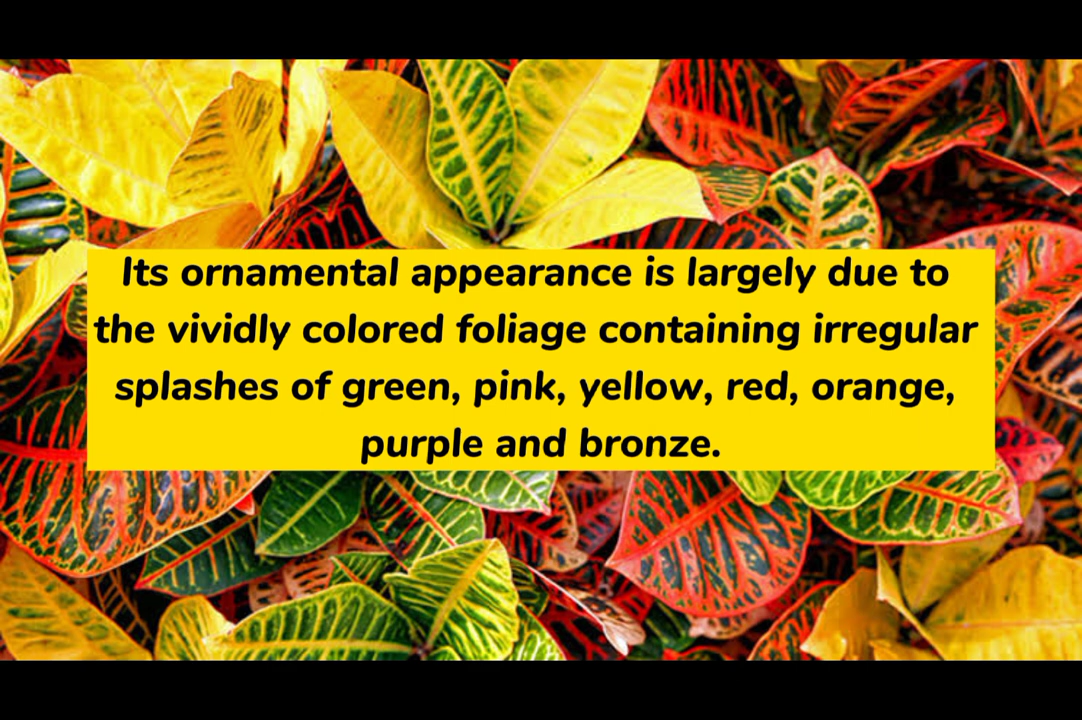 Its ornamental appearance is largely due to
the vividly colored foliage containing irregular
splashes of green, pink, yellow, red, orange,
purple and bronze.